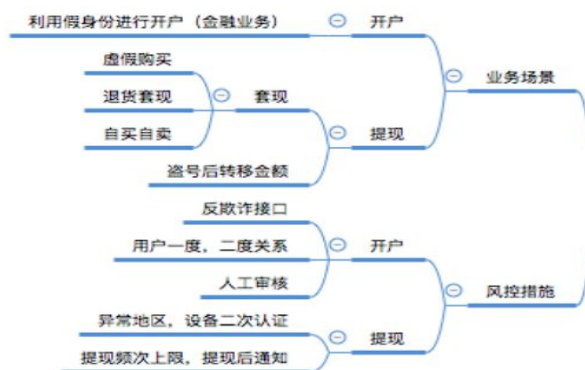 利用假身份进行开户（金融业务）
开户
虚假购买
业务场景
退货套现
套现
自买自卖
提现
盗号后转移金额
反欺诈接口
用户一度，二度关系
开户
人工审核
风控措施
异常地区，设备二次认证
提现
提现频次上限，提现后通知